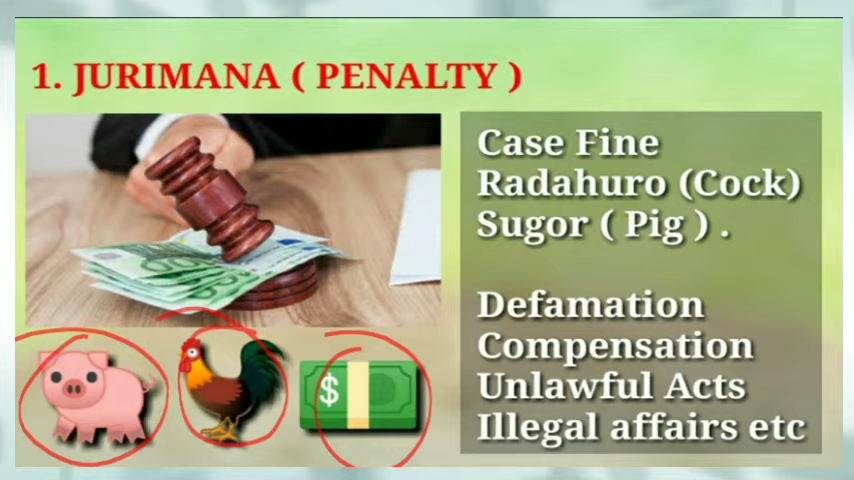 1. JURIMANA ( PENALTY )
Case Fine
Radahuro (Cock)
Sugor ( Pig ) .
Defamation
Compensation
Unlawful Acts
Illegal affairs etc
$